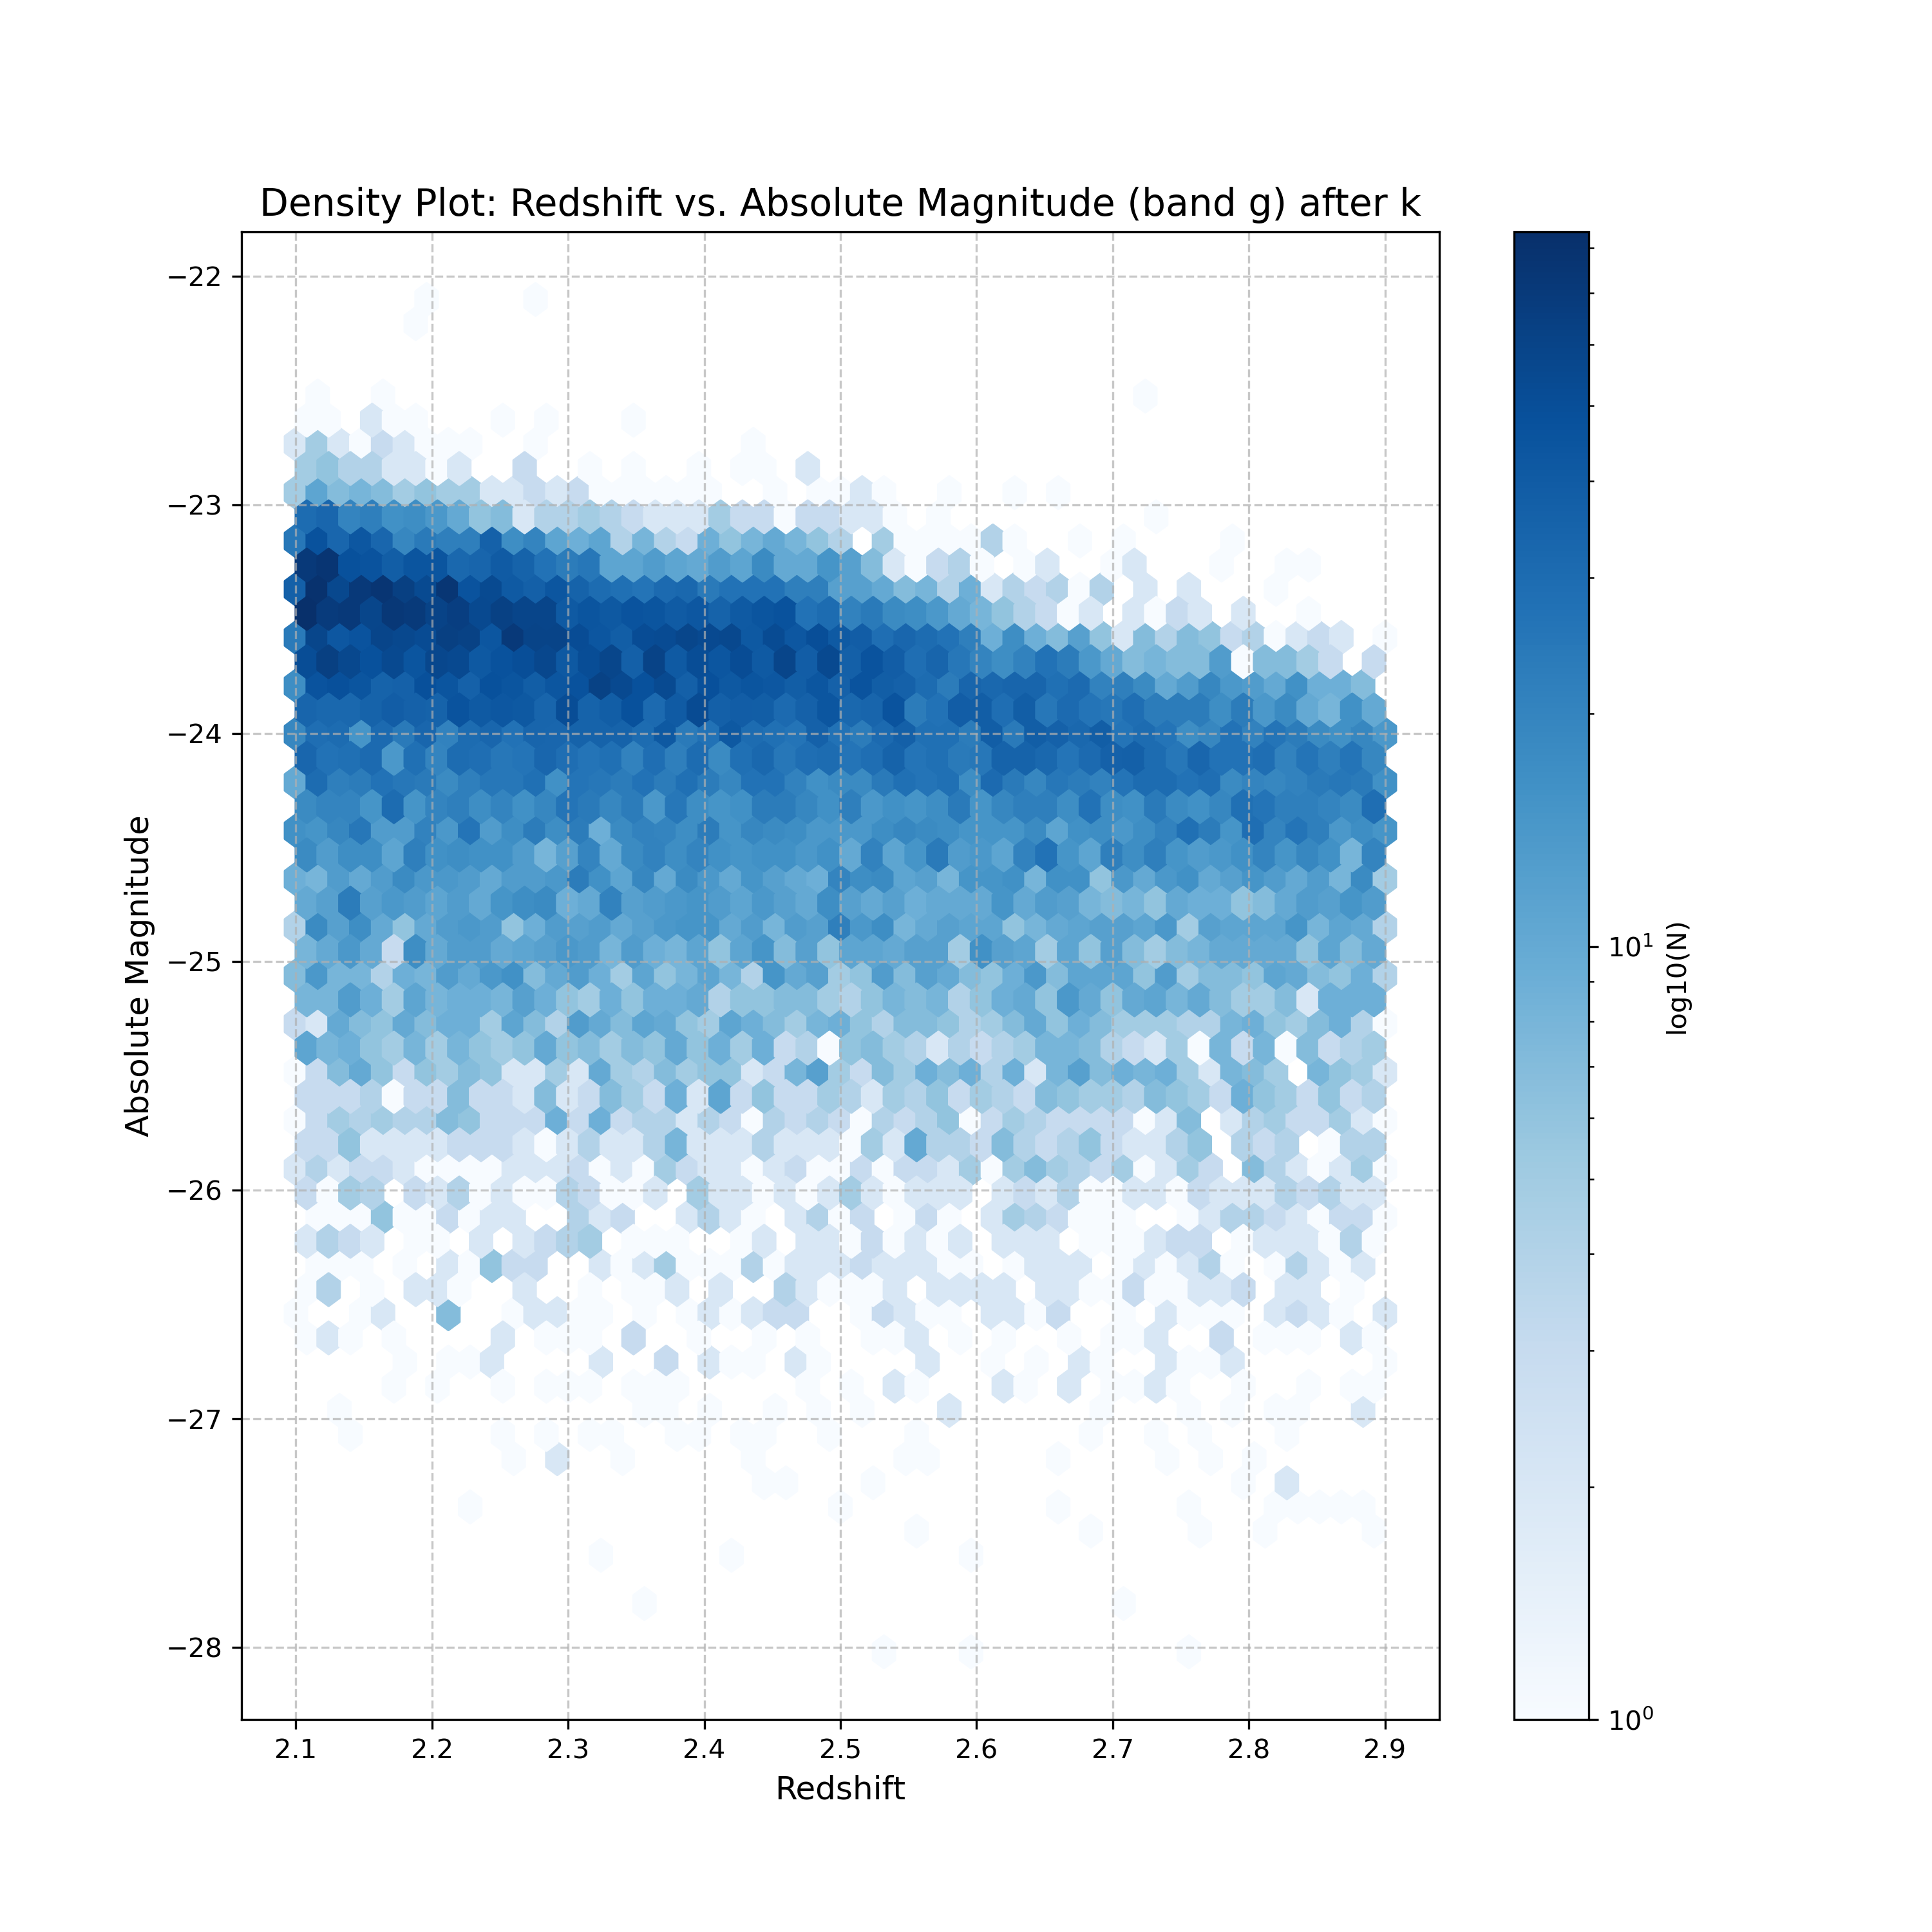 Density Plot: Redshift vs. Absolute Magnitude (band g) after k
−22
−23
−24
−25
−26
−27
−28
Absolute Magnitude
2.1 2.2 2.3 2.4 2.5 2.6 2.7 2.8 2.9
Redshift
10¹
10⁰
log10(N)